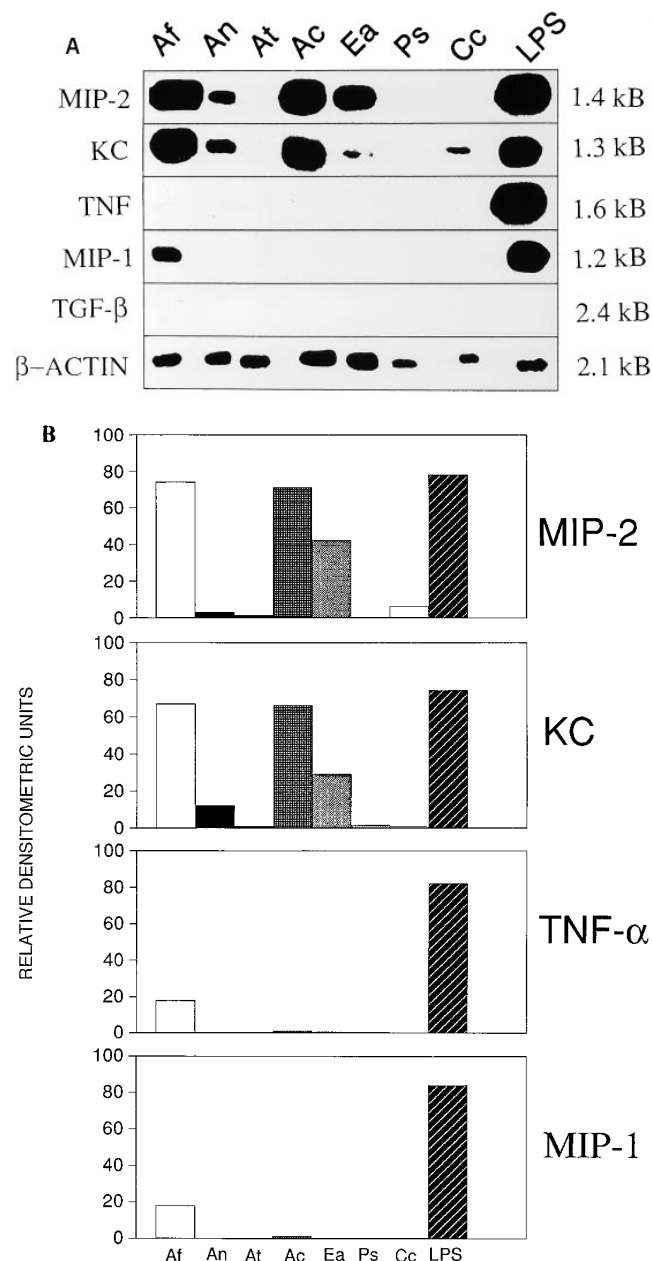 A Af An At Ac Ea Ps Cc LPS
MIP-2 1.4 kB
KC 1.3 kB
TNF 1.6 kB
MIP-1 1.2 kB
TGF-β 2.4 kB
β-ACTIN 2.1 kB
B
RELATIVE DENSITOMETRIC UNITS
100
80
60
40
20
0
MIP-2
100
80
60
40
20
0
KC
100
80
60
40
20
0
TNF-α
100
80
60
40
20
0
MIP-1
Af An At Ac Ea Ps Cc LPS